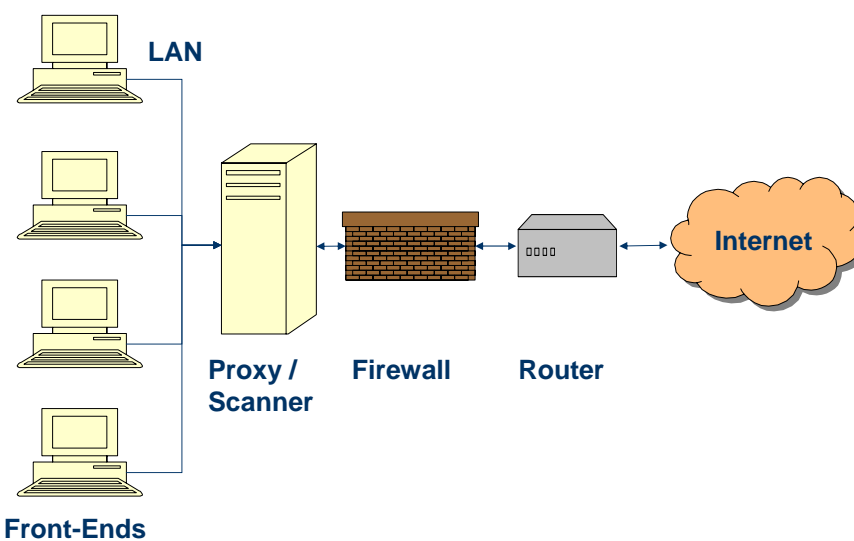 LAN
Internet
Proxy /
Scanner
Firewall
Router
Front-Ends